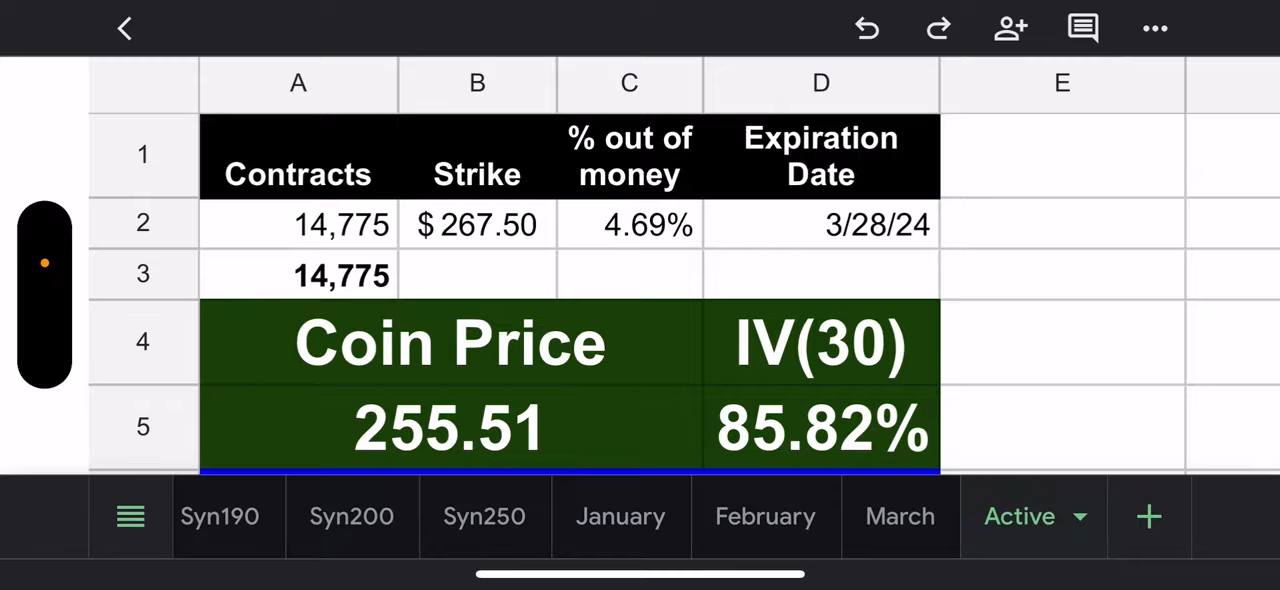 A B C D E
1 Contracts Strike % out of money Expiration Date
2 14,775 $ 267.50 4.69% 3/28/24
3 14,775
4 Coin Price IV(30)
5 255.51 85.82%
Syn190 Syn200 Syn250 January February March Active